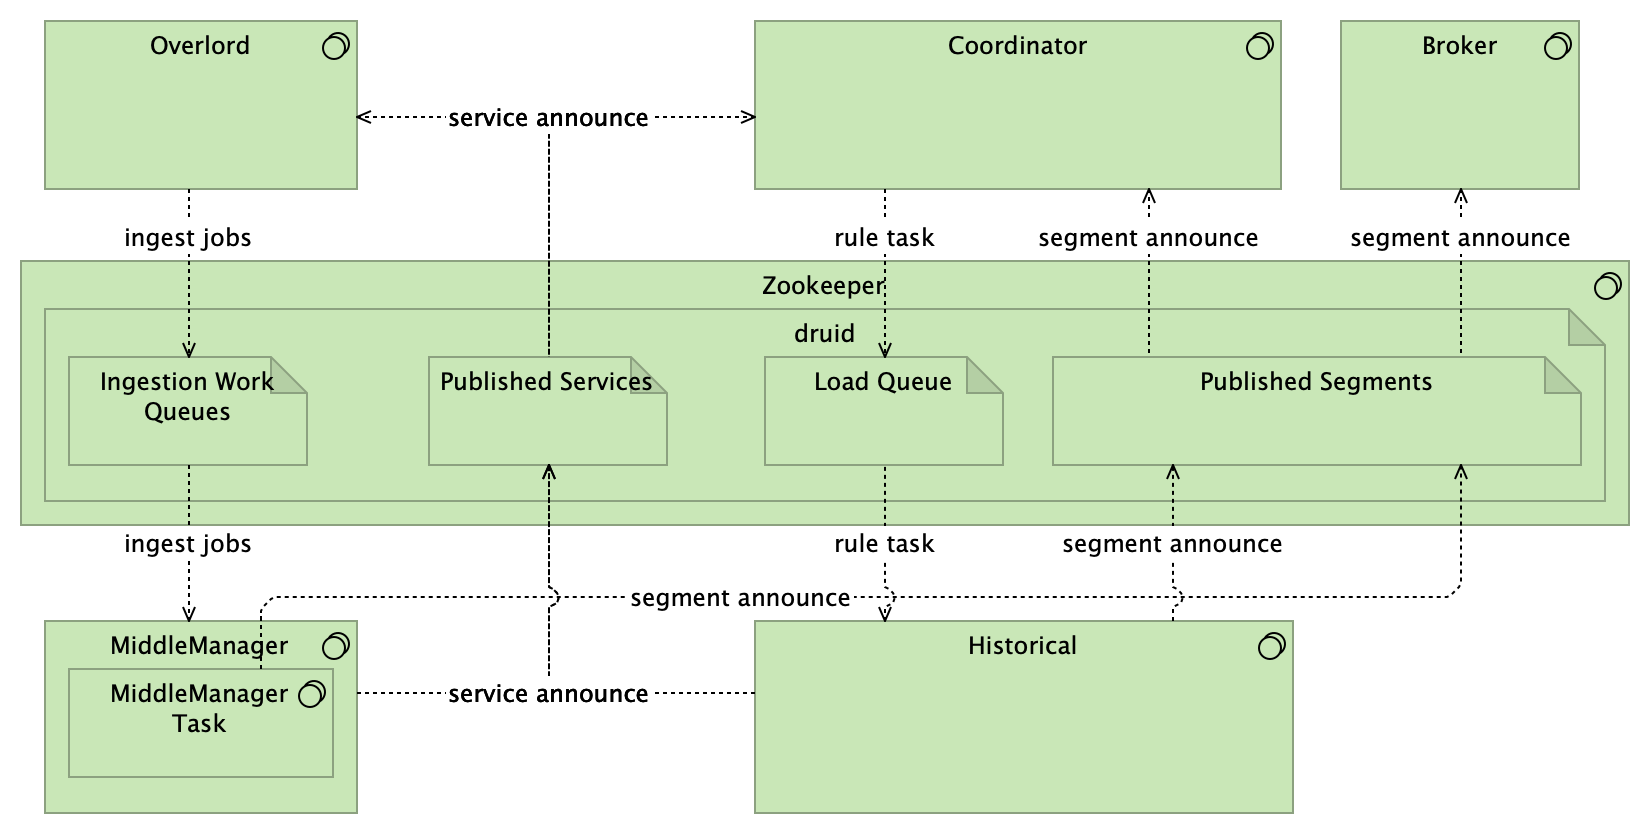 Overlord
Coordinator
Broker
service announce
ingest jobs
rule task
segment announce
segment announce
Zookeeper
druid
Ingestion Work
Queues
Published Services
Load Queue
Published Segments
ingest jobs
rule task
segment announce
segment announce
MiddleManager
Historical
MiddleManager
Task
service announce